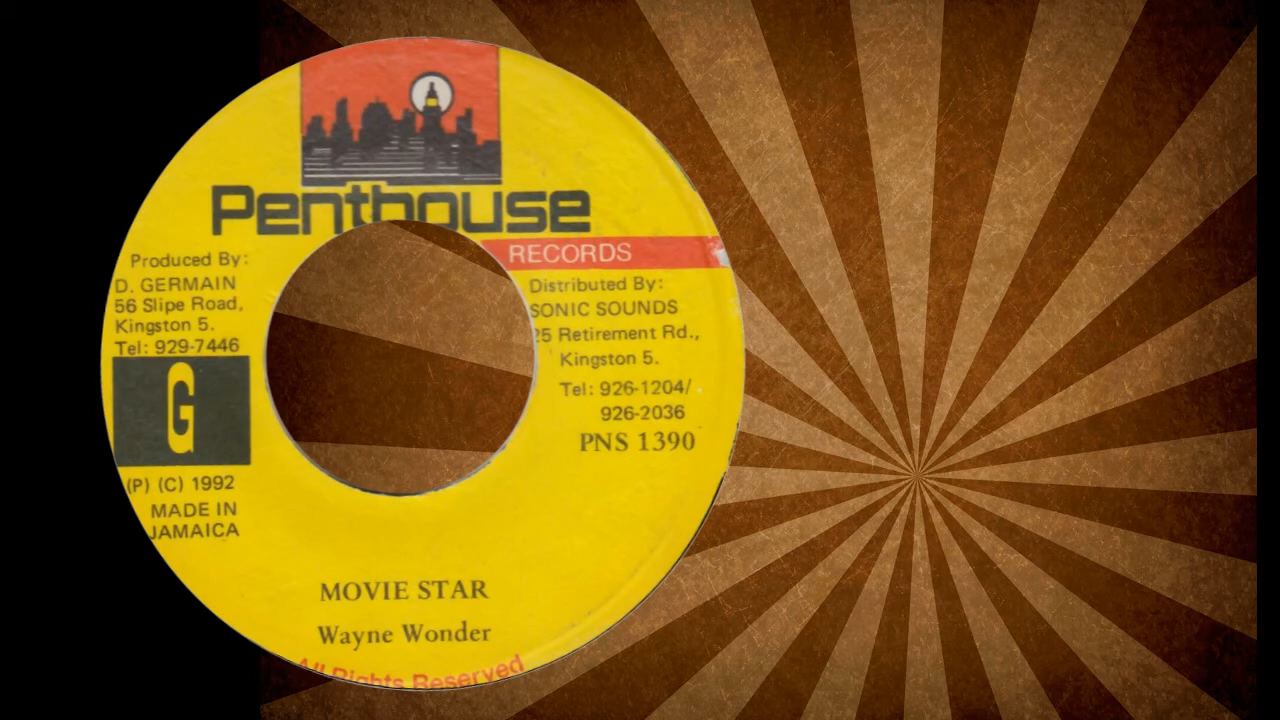 Penthouse
RECORDS
Produced By:
D. GERMAIN
56 Slipe Road,
Kingston 5.
Tel: 929-7446
G
(P) (C) 1992
MADE IN
JAMAICA
Distributed By:
SONIC SOUNDS
25 Retirement Rd.,
Kingston 5.
Tel: 926-1204/
926-2036
PNS 1390
MOVIE STAR
Wayne Wonder
All Rights Reserved